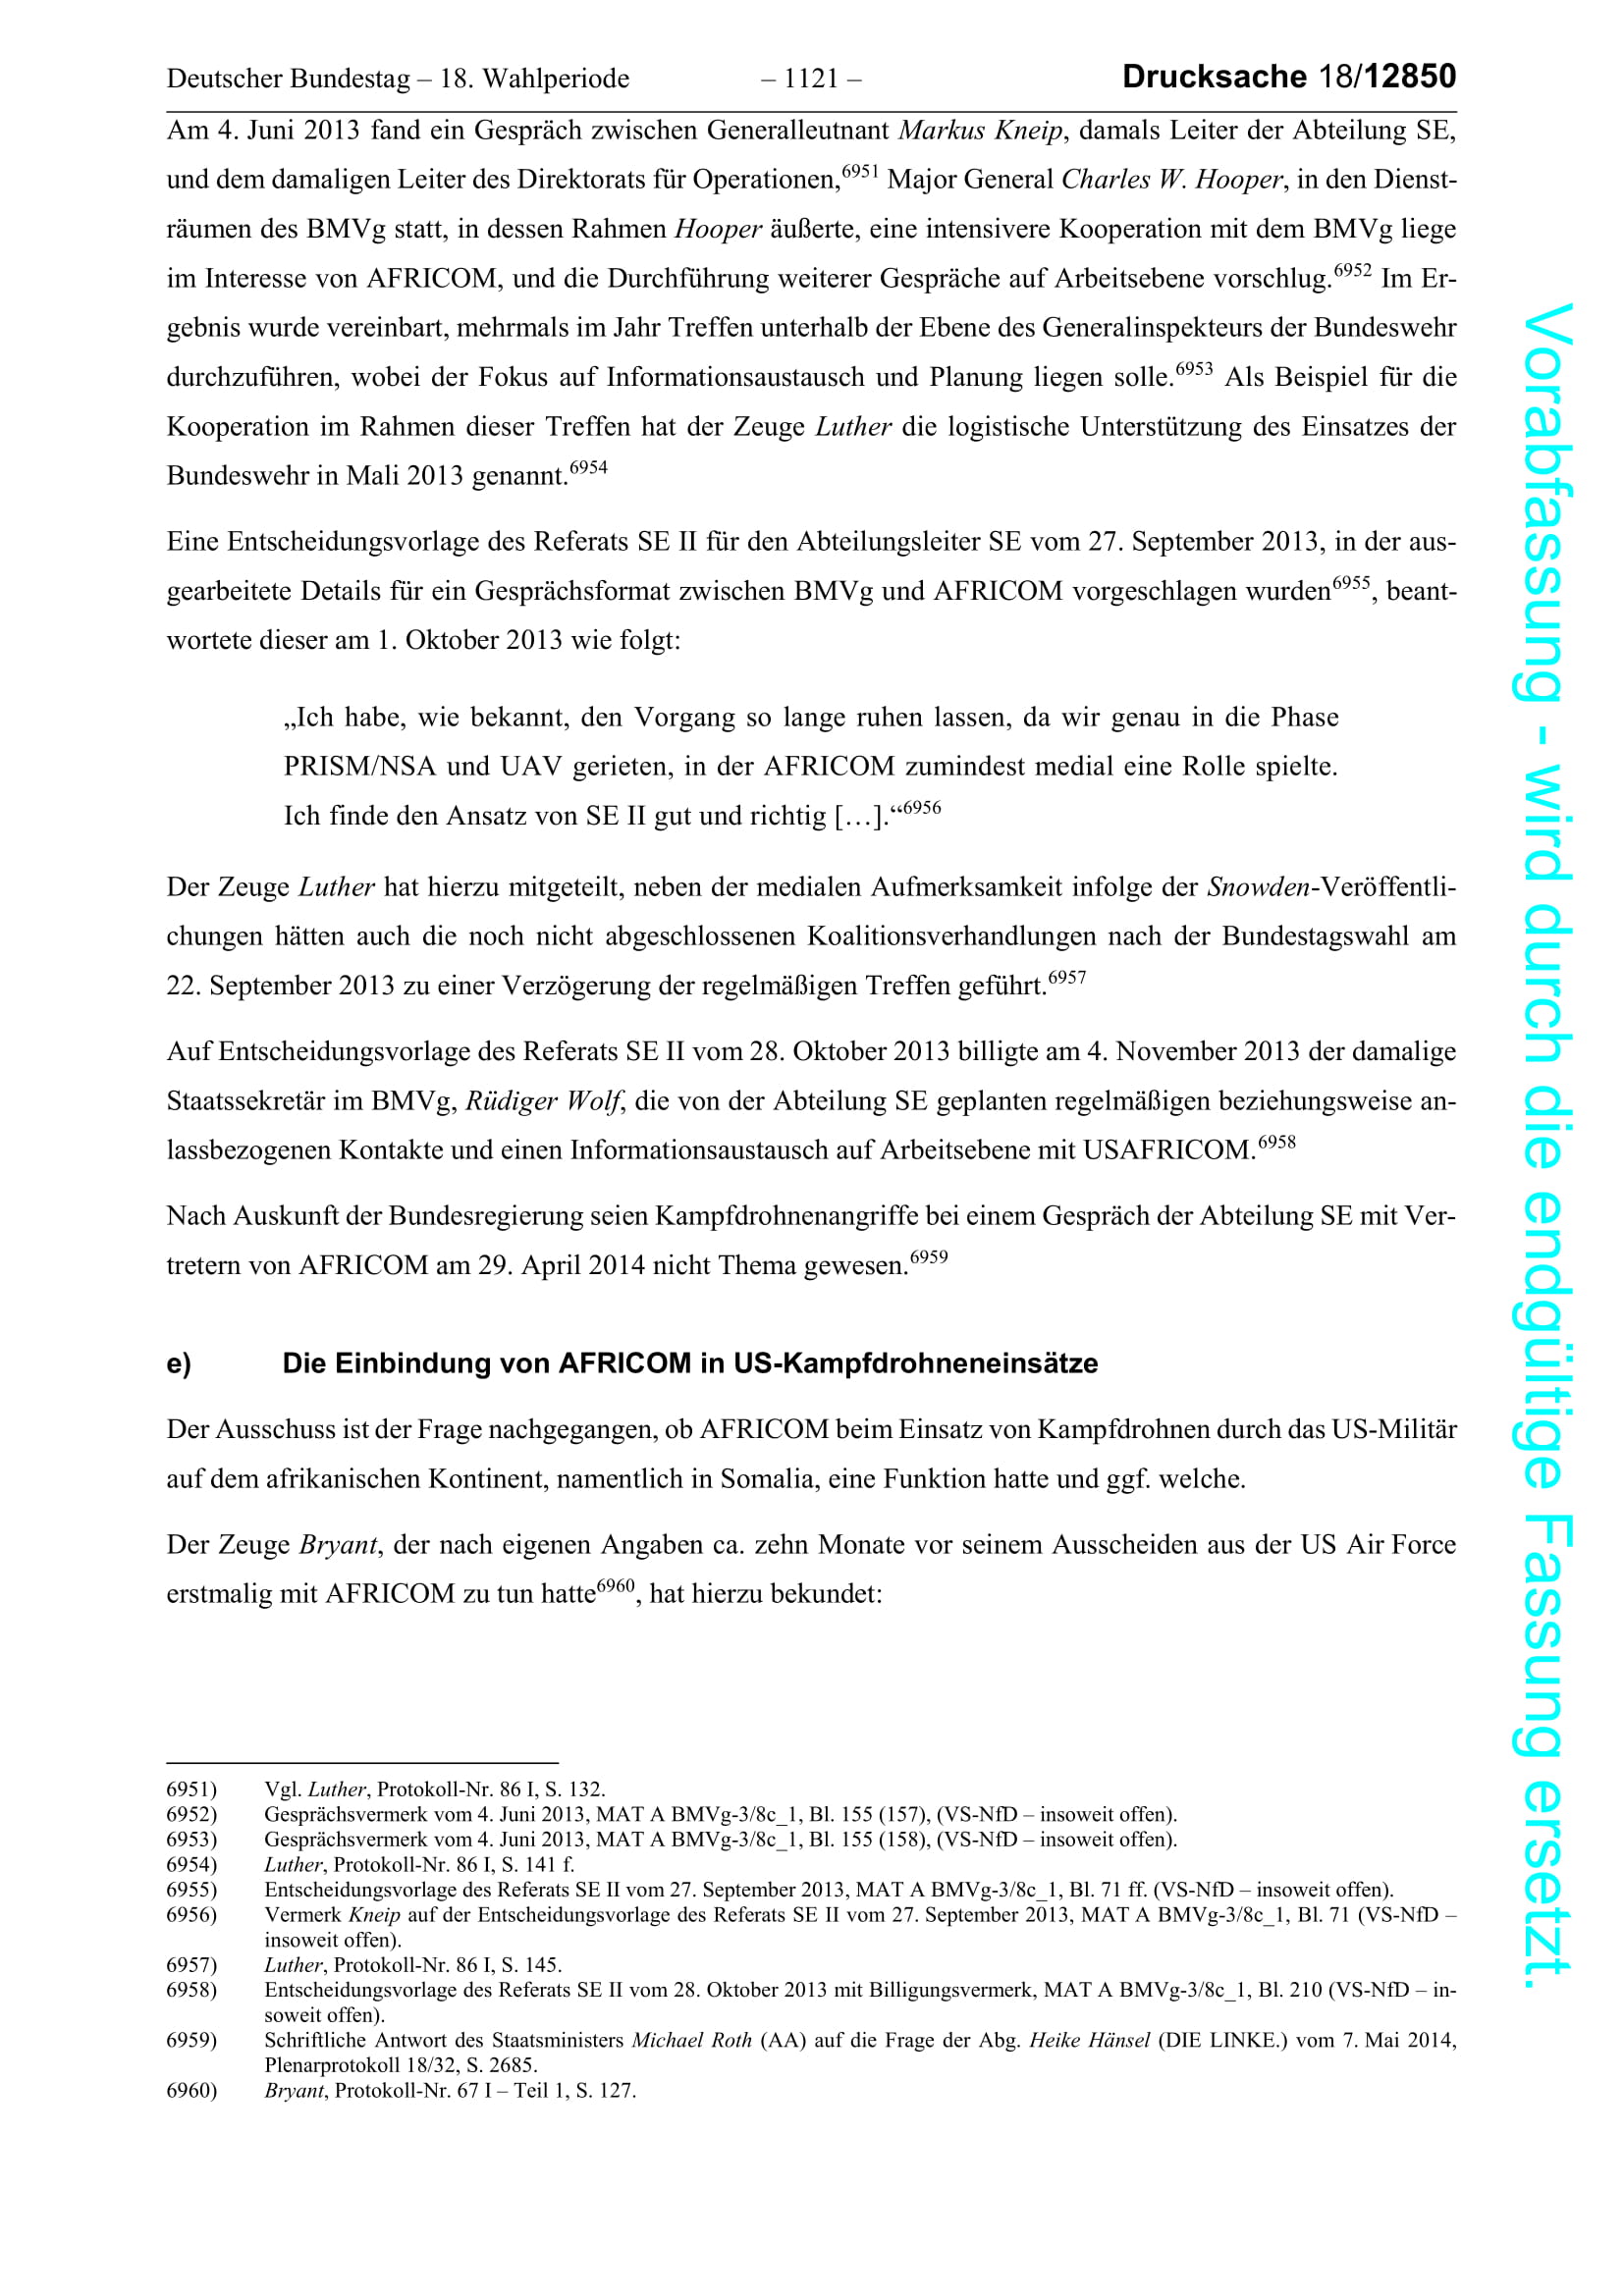 Deutscher Bundestag – 18. Wahlperiode – 1121 – Drucksache 18/12850
Am 4. Juni 2013 fand ein Gespräch zwischen Generalleutnant Markus Kneip, damals Leiter der Abteilung SE,
und dem damaligen Leiter des Direktorats für Operationen,6951 Major General Charles W. Hooper, in den Dienst-
räumen des BMVg statt, in dessen Rahmen Hooper äußerte, eine intensivere Kooperation mit dem BMVg liege
im Interesse von AFRICOM, und die Durchführung weiterer Gespräche auf Arbeitsebene vorschlug.6952 Im Er-
gebnis wurde vereinbart, mehrmals im Jahr Treffen unterhalb der Ebene des Generalinspekteurs der Bundeswehr
durchzuführen, wobei der Fokus auf Informationsaustausch und Planung liegen solle.6953 Als Beispiel für die
Kooperation im Rahmen dieser Treffen hat der Zeuge Luther die logistische Unterstützung des Einsatzes der
Bundeswehr in Mali 2013 genannt.6954
Eine Entscheidungsvorlage des Referats SE II für den Abteilungsleiter SE vom 27. September 2013, in der aus-
gearbeitete Details für ein Gesprächsformat zwischen BMVg und AFRICOM vorgeschlagen wurden6955, beant-
wortete dieser am 1. Oktober 2013 wie folgt:
„Ich habe, wie bekannt, den Vorgang so lange ruhen lassen, da wir genau in die Phase
PRISM/NSA und UAV gerieten, in der AFRICOM zumindest medial eine Rolle spielte.
Ich finde den Ansatz von SE II gut und richtig […].“6956
Der Zeuge Luther hat hierzu mitgeteilt, neben der medialen Aufmerksamkeit infolge der Snowden-Veröffentli-
chungen hätten auch die noch nicht abgeschlossenen Koalitionsverhandlungen nach der Bundestagswahl am
22. September 2013 zu einer Verzögerung der regelmäßigen Treffen geführt.6957
Auf Entscheidungsvorlage des Referats SE II vom 28. Oktober 2013 billigte am 4. November 2013 der damalige
Staatssekretär im BMVg, Rüdiger Wolf, die von der Abteilung SE geplanten regelmäßigen beziehungsweise an-
lassbezogenen Kontakte und einen Informationsaustausch auf Arbeitsebene mit USAFRICOM.6958
Nach Auskunft der Bundesregierung seien Kampfdrohnenangriffe bei einem Gespräch der Abteilung SE mit Ver-
tretern von AFRICOM am 29. April 2014 nicht Thema gewesen.6959
e) Die Einbindung von AFRICOM in US-Kampfdrohneneinsätze
Der Ausschuss ist der Frage nachgegangen, ob AFRICOM beim Einsatz von Kampfdrohnen durch das US-Militär
auf dem afrikanischen Kontinent, namentlich in Somalia, eine Funktion hatte und ggf. welche.
Der Zeuge Bryant, der nach eigenen Angaben ca. zehn Monate vor seinem Ausscheiden aus der US Air Force
erstmalig mit AFRICOM zu tun hatte6960, hat hierzu bekundet:
6951) Vgl. Luther, Protokoll-Nr. 86 I, S. 132.
6952) Gesprächsvermerk vom 4. Juni 2013, MAT A BMVg-3/8c_1, Bl. 155 (157), (VS-NfD – insoweit offen).
6953) Gesprächsvermerk vom 4. Juni 2013, MAT A BMVg-3/8c_1, Bl. 155 (158), (VS-NfD – insoweit offen).
6954) Luther, Protokoll-Nr. 86 I, S. 141 f.
6955) Entscheidungsvorlage des Referats SE II vom 27. September 2013, MAT A BMVg-3/8c_1, Bl. 71 ff. (VS-NfD – insoweit offen).
6956) Vermerk Kneip auf der Entscheidungsvorlage des Referats SE II vom 27. September 2013, MAT A BMVg-3/8c_1, Bl. 71 (VS-NfD –
insoweit offen).
6957) Luther, Protokoll-Nr. 86 I, S. 145.
6958) Entscheidungsvorlage des Referats SE II vom 28. Oktober 2013 mit Billigungsvermerk, MAT A BMVg-3/8c_1, Bl. 210 (VS-NfD – in-
soweit offen).
6959) Schriftliche Antwort des Staatsministers Michael Roth (AA) auf die Frage der Abg. Heike Hänsel (DIE LINKE.) vom 7. Mai 2014,
Plenarprotokoll 18/32, S. 2685.
6960) Bryant, Protokoll-Nr. 67 I – Teil 1, S. 127.
Vorabfassung - wird durch die endgültige Fassung ersetzt.